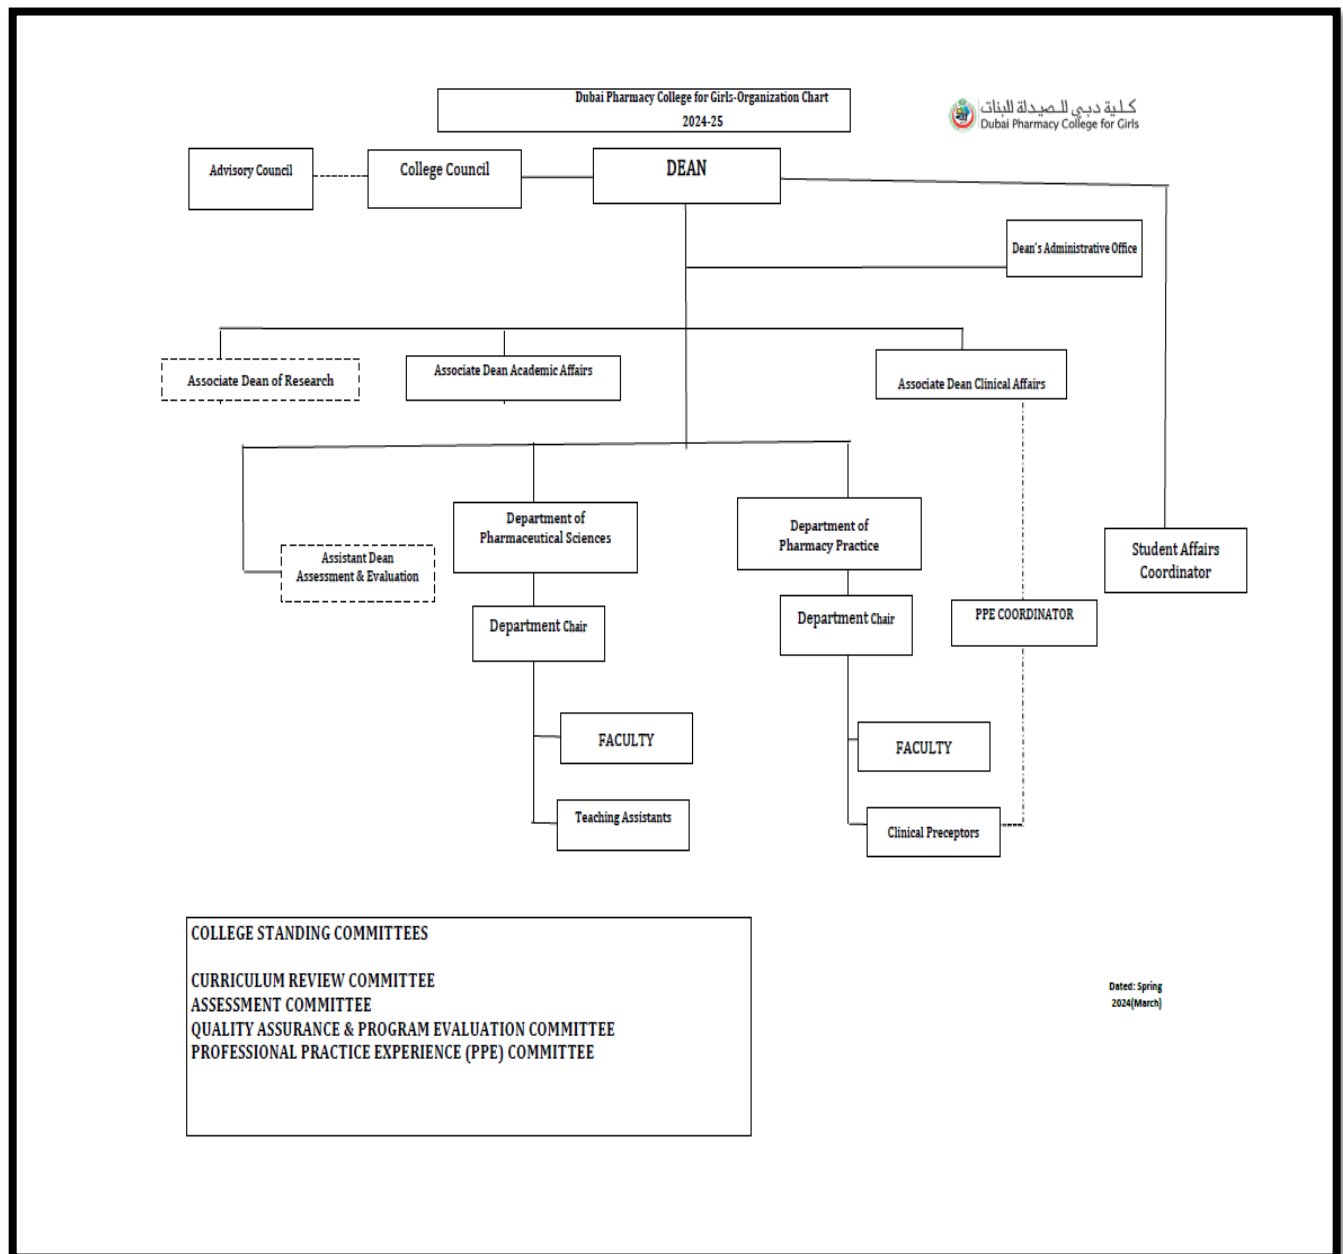 Dubai Pharmacy College for Girls-Organization Chart
2024-25
كلية دبي للصيدلة للبنات
Dubai Pharmacy College for Girls
Advisory Council
College Council
DEAN
Dean's Administrative Office
Associate Dean of Research
Associate Dean Academic Affairs
Associate Dean Clinical Affairs
Department of
Pharmaceutical Sciences
Department of
Pharmacy Practice
Assistant Dean
Assessment & Evaluation
Student Affairs
Coordinator
Department Chair
Department Chair
PPE COORDINATOR
FACULTY
FACULTY
Teaching Assistants
Clinical Preceptors
COLLEGE STANDING COMMITTEES
CURRICULUM REVIEW COMMITTEE
ASSESSMENT COMMITTEE
QUALITY ASSURANCE & PROGRAM EVALUATION COMMITTEE
PROFESSIONAL PRACTICE EXPERIENCE (PPE) COMMITTEE
Dated: Spring
2024(March)